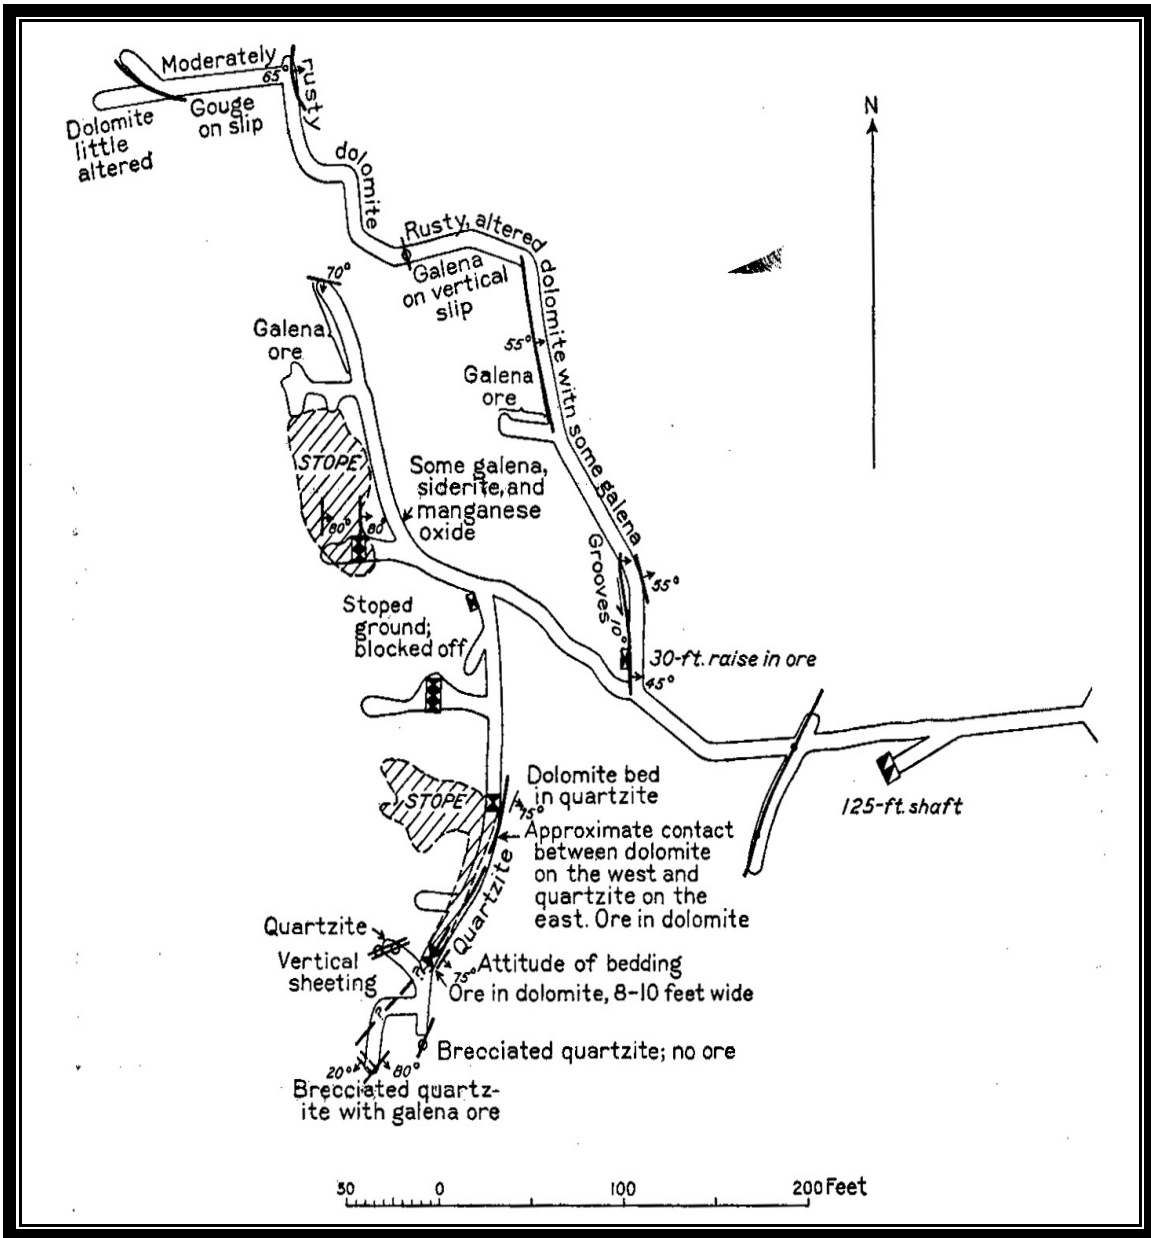 Moderately
65°
rusty
Gouge
on slip
Dolomite
little
altered
dolomite
N
Rusty, altered
dolomite witn some galena
Galena
on vertical
slip
70°
Galena
ore
55°
Galena
ore
STOPE
80°
80°
Some galena,
siderite, and
manganese
oxide
Grooves
10°
55°
Stoped
ground;
blocked off
30-ft. raise in ore
45°
125-ft. shaft
STOPE
Dolomite bed
in quartzite
75°
Approximate contact
between dolomite
on the west and
quartzite on the
east. Ore in dolomite
Quartzite
Quartzite
Vertical
sheeting
?
75°
Attitude of bedding
Ore in dolomite, 8-10 feet wide
?
Brecciated quartzite; no ore
20°
80°
Brecciated quartz-
ite with galena ore
50 0 100 200 Feet